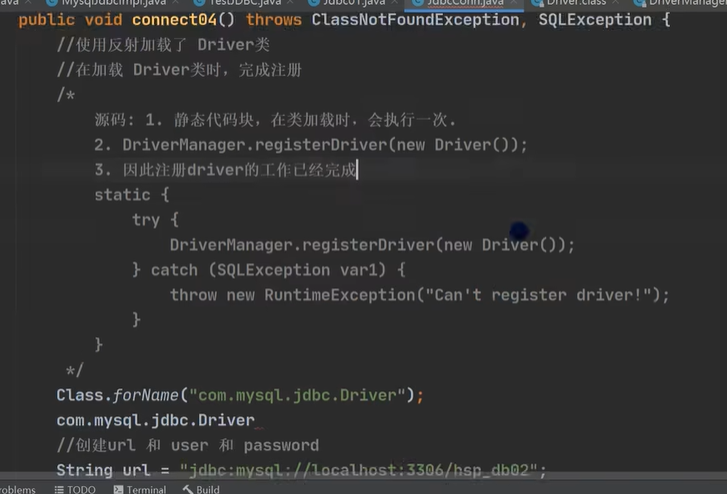 MysqlJdbcImpl.java
TestJDBC.java
Jdbc01.java
JdbcConn.java
Driver.class
DriverManager
public void connect04() throws ClassNotFoundException, SQLException {
//使用反射加载了 Driver类
//在加载 Driver类时，完成注册
/*
源码: 1. 静态代码块，在类加载时，会执行一次.
2. DriverManager.registerDriver(new Driver());
3. 因此注册driver的工作已经完成
static {
try {
DriverManager.registerDriver(new Driver());
} catch (SQLException var1) {
throw new RuntimeException("Can't register driver!");
}
}
*/
Class.forName("com.mysql.jdbc.Driver");
com.mysql.jdbc.Driver
//创建url 和 user 和 password
String url = "jdbc:mysql://localhost:3306/hsp_db02";
roblems TODO Terminal Build